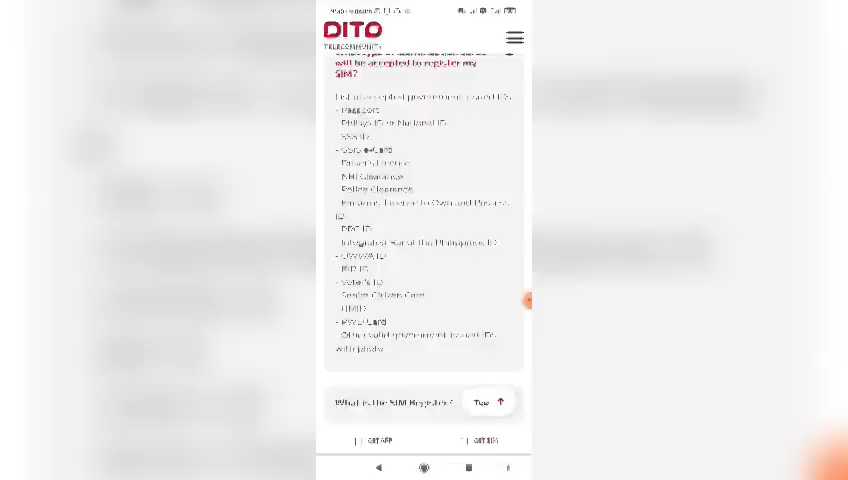 DITO
TELECOMMUNITY
will be accepted to register my
SIM?
List of accepted government issued IDs
- Passport
- Philsys ID or National ID
- SSS ID
- GSIS e-Card
- Driver's License
- NBI Clearance
- Police Clearance
- Firearms License to Own and Possess
ID
- PRC ID
- Integrated Bar of the Philippines ID
- OWWA ID
- BIR ID
- Voter's ID
- Senior Citizen Card
- UMID
- PWD Card
- Other valid government issued IDs
with photo
What is the SIM Register?
Top
GET APP
GET SIM